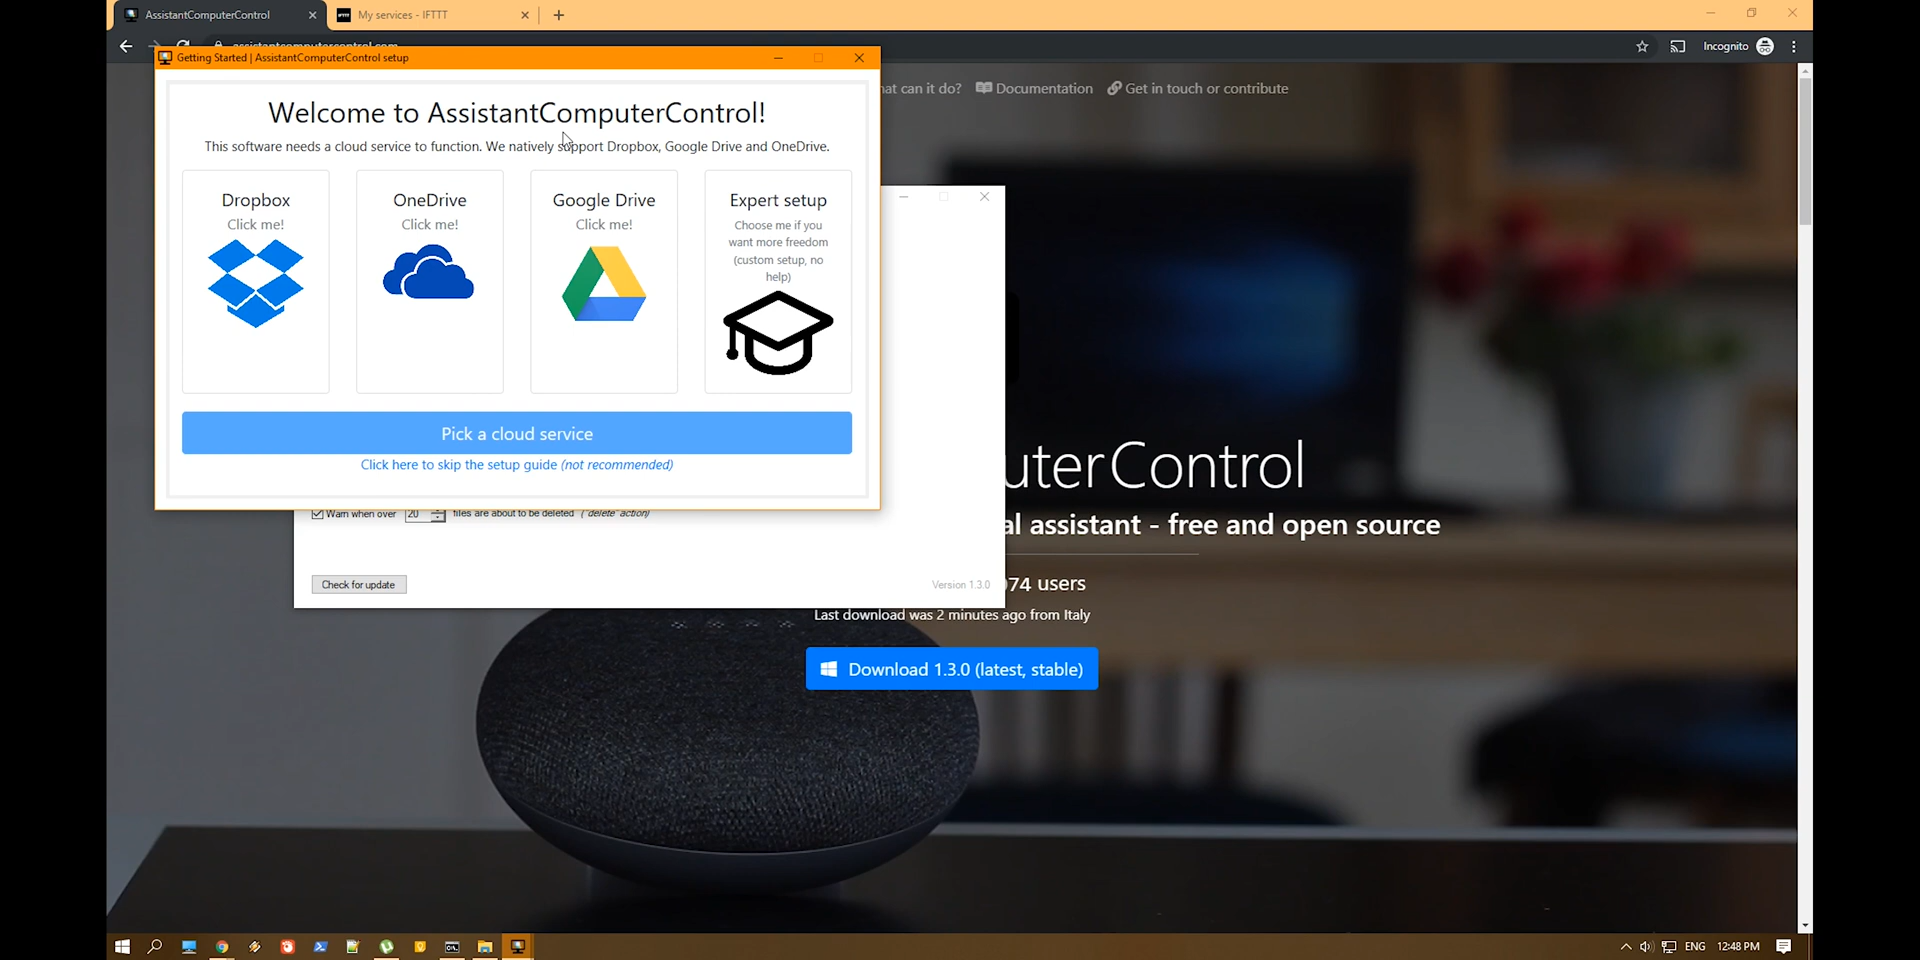 AssistantComputerControl
My services - IFTTT
assistantcomputercontrol.com
Incognito
Getting Started | AssistantComputerControl setup
hat can it do?
Documentation
Get in touch or contribute
Welcome to AssistantComputerControl!
This software needs a cloud service to function. We natively support Dropbox, Google Drive and OneDrive.
Dropbox
Click me!
OneDrive
Click me!
Google Drive
Click me!
Expert setup
Choose me if you
want more freedom
(custom setup, no
help)
Pick a cloud service
Click here to skip the setup guide (not recommended)
Warn when over 20 files are about to be deleted ("delete" action)
Check for update
Version 1.3.0
uterControl
al assistant - free and open source
074 users
Last download was 2 minutes ago from Italy
Download 1.3.0 (latest, stable)
ENG
12:48 PM